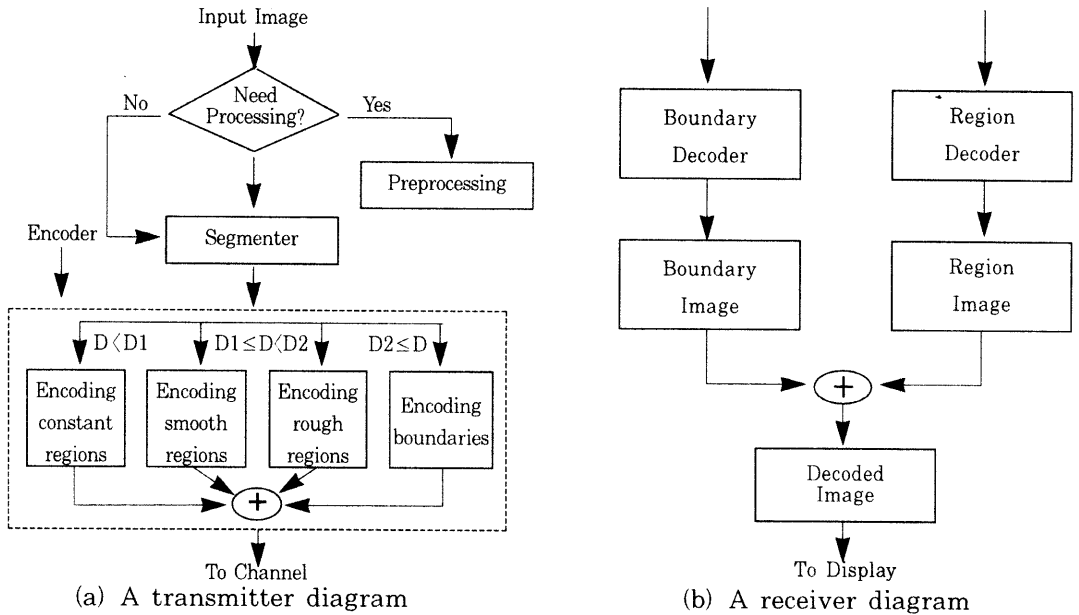 Input Image
Need
Processing?
No
Yes
Preprocessing
Encoder
Segmenter
D<D1
D1≤D<D2
D2≤D
Encoding
constant
regions
Encoding
smooth
regions
Encoding
rough
regions
Encoding
boundaries
+
To Channel
(a) A transmitter diagram
Boundary
Decoder
Region
Decoder
Boundary
Image
Region
Image
+
Decoded
Image
To Display
(b) A receiver diagram